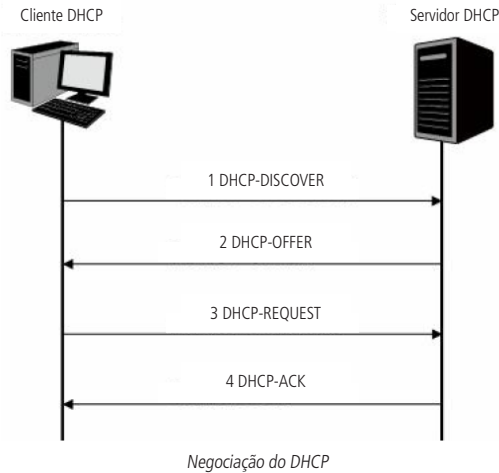 Cliente DHCP
Servidor DHCP
1 DHCP-DISCOVER
2 DHCP-OFFER
3 DHCP-REQUEST
4 DHCP-ACK
Negociação do DHCP